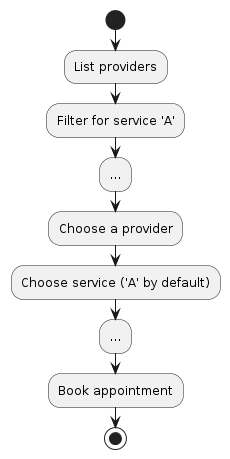 List providers
Filter for service 'A'
...
Choose a provider
Choose service ('A' by default)
...
Book appointment